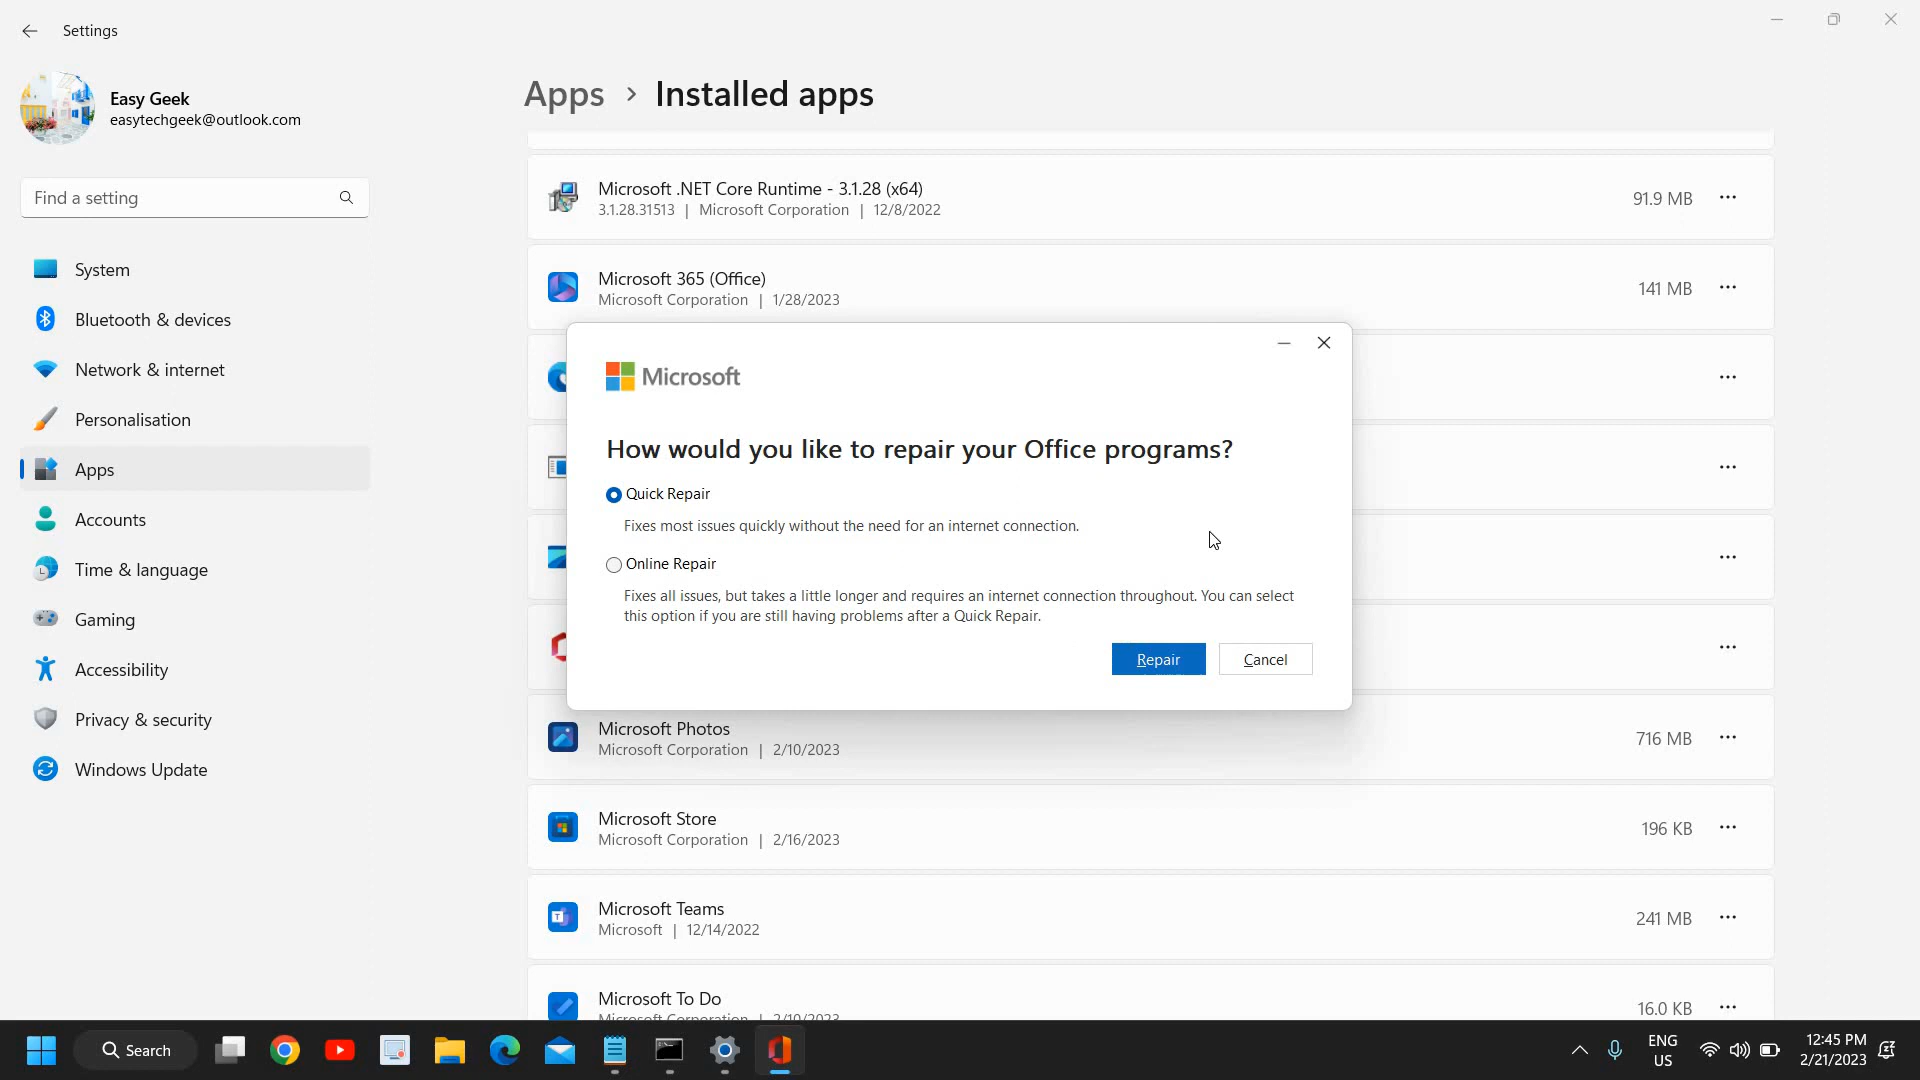 Settings
Easy Geek
easytechgeek@outlook.com
Find a setting
System
Bluetooth & devices
Network & internet
Personalisation
Apps
Accounts
Time & language
Gaming
Accessibility
Privacy & security
Windows Update
Apps > Installed apps
Microsoft .NET Core Runtime - 3.1.28 (x64)
3.1.28.31513 | Microsoft Corporation | 12/8/2022
91.9 MB
Microsoft 365 (Office)
Microsoft Corporation | 1/28/2023
141 MB
Microsoft
How would you like to repair your Office programs?
Quick Repair
Fixes most issues quickly without the need for an internet connection.
Online Repair
Fixes all issues, but takes a little longer and requires an internet connection throughout. You can select
this option if you are still having problems after a Quick Repair.
Repair
Cancel
Microsoft Photos
Microsoft Corporation | 2/10/2023
716 MB
Microsoft Store
Microsoft Corporation | 2/16/2023
196 KB
Microsoft Teams
Microsoft | 12/14/2022
241 MB
Microsoft To Do
Microsoft Corporation | 2/10/2023
16.0 KB
Search
ENG
US
12:45 PM
2/21/2023